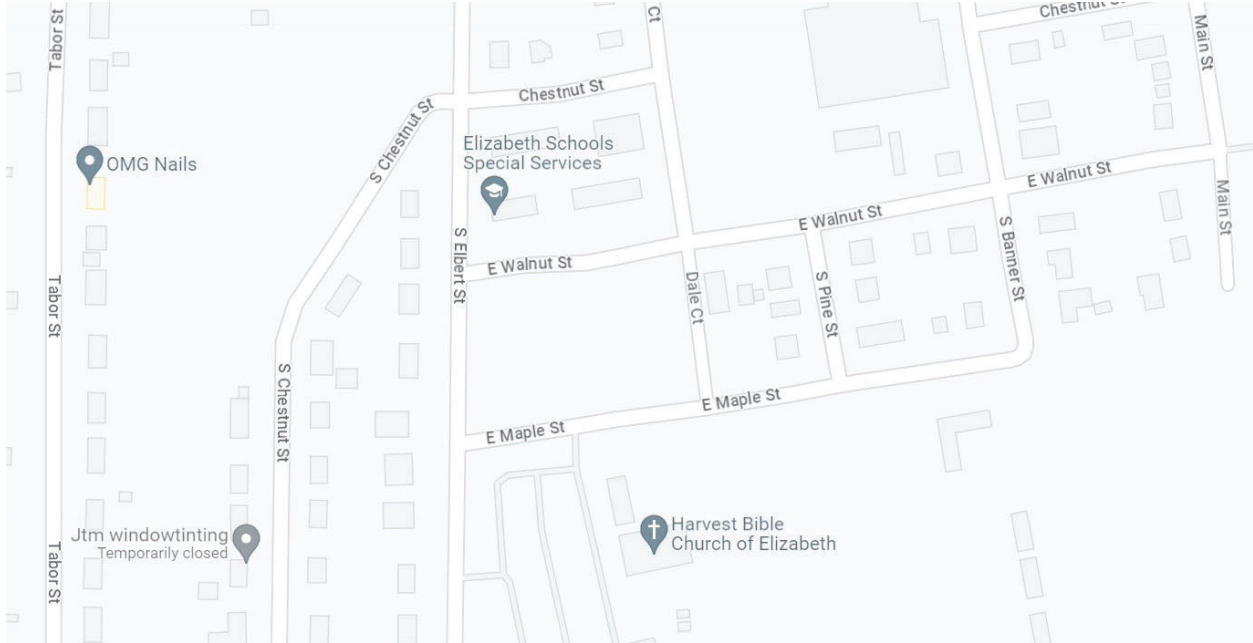 Tabor St
Ct
Chestnut St
Main St
Chestnut St
S Chestnut St
Elizabeth Schools
Special Services
OMG Nails
E Walnut St
Main St
E Walnut St
S Elbert St
E Walnut St
S Banner St
Tabor St
Dale Ct
S Pine St
S Chestnut St
E Maple St
E Maple St
Jtm windowtinting
Temporarily closed
Harvest Bible
Church of Elizabeth
Tabor St